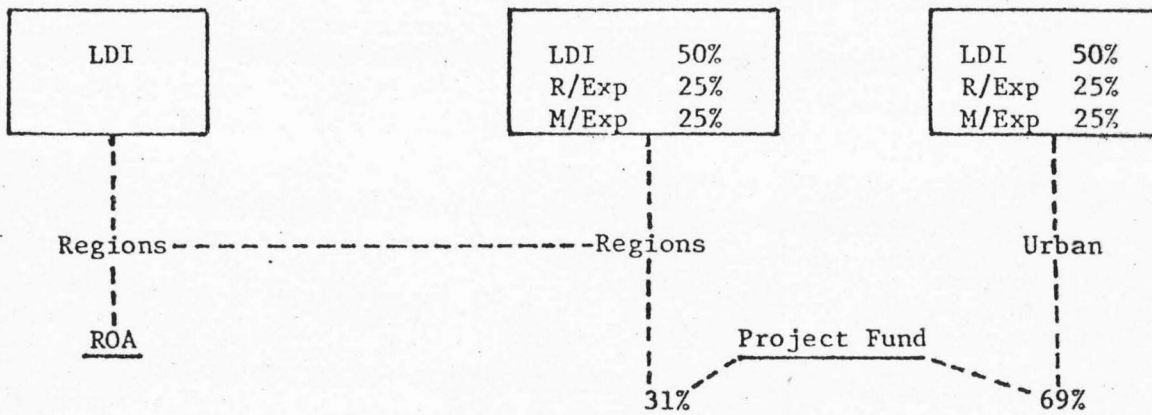 LDI
LDI 50%
R/Exp 25%
M/Exp 25%
LDI 50%
R/Exp 25%
M/Exp 25%
Regions
Regions
Urban
ROA
Project Fund
31%
69%